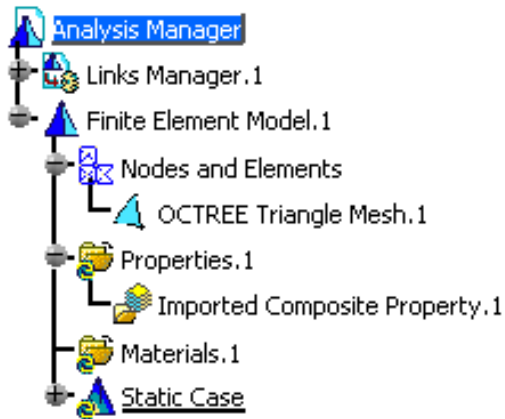 Analysis Manager
Links Manager.1
Finite Element Model.1
Nodes and Elements
OCTREE Triangle Mesh.1
Properties.1
Imported Composite Property.1
Materials.1
Static Case